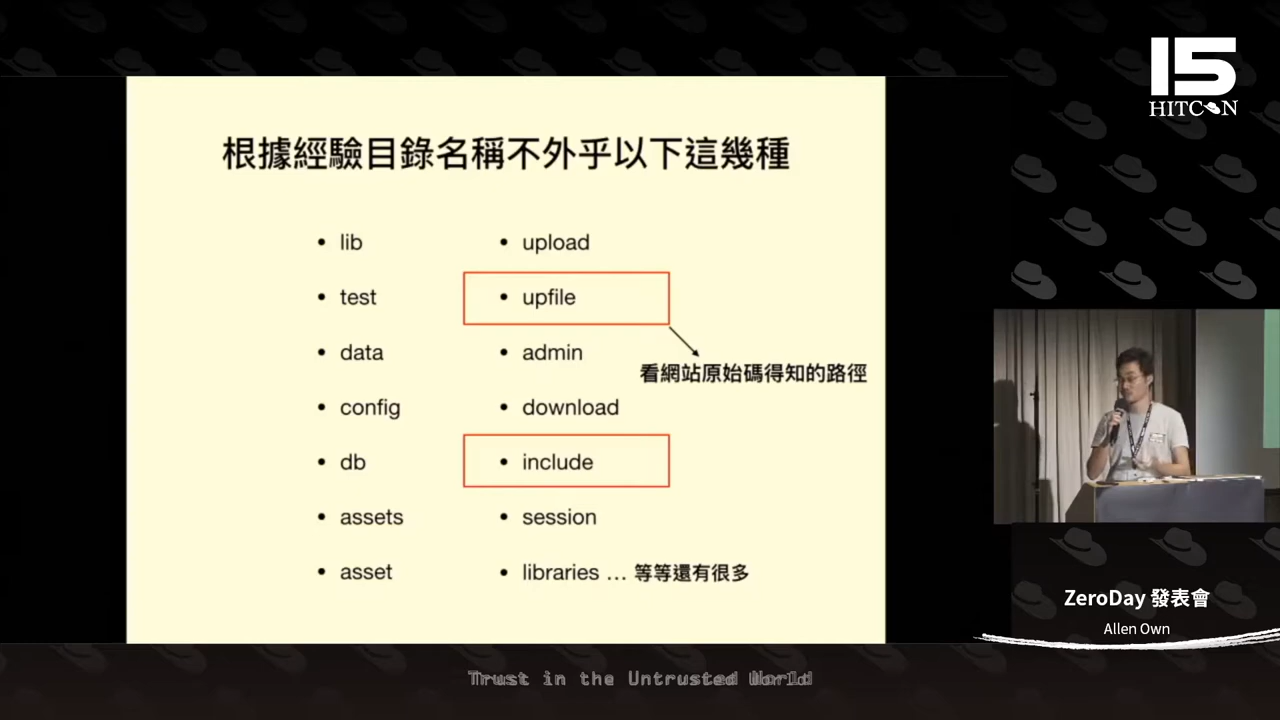 15
HITCON
根據經驗目錄名稱不外乎以下這幾種
• lib
• test
• data
• config
• db
• assets
• asset
• upload
• upfile
• admin
看網站原始碼得知的路徑
• download
• include
• session
• libraries … 等等還有很多
ZeroDay 發表會
Allen Own
Trust in the Untrusted World